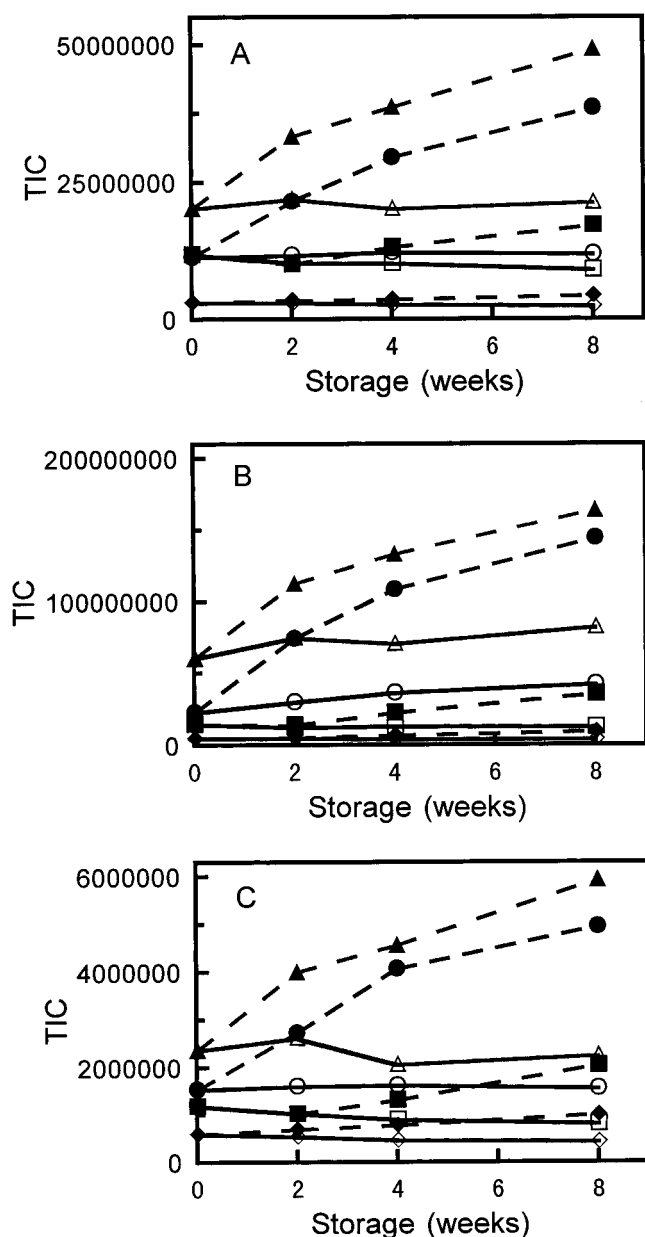 50000000
A
TIC
25000000
0
0 2 4 6 8
Storage (weeks)
200000000
B
TIC
100000000
0
0 2 4 6 8
Storage (weeks)
6000000
C
4000000
TIC
2000000
0
0 2 4 6 8
Storage (weeks)